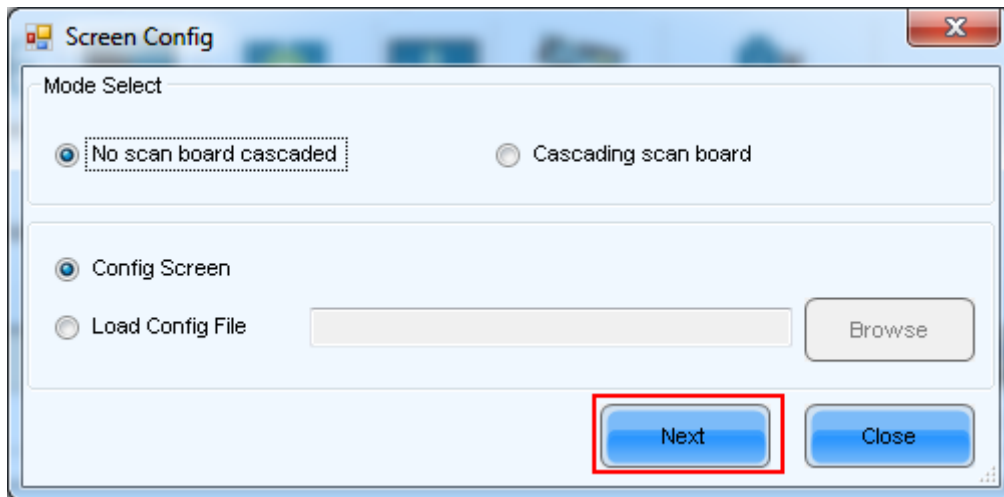 Screen Config
Mode Select
No scan board cascaded Cascading scan board
Config Screen
Load Config File Browse
Next Close